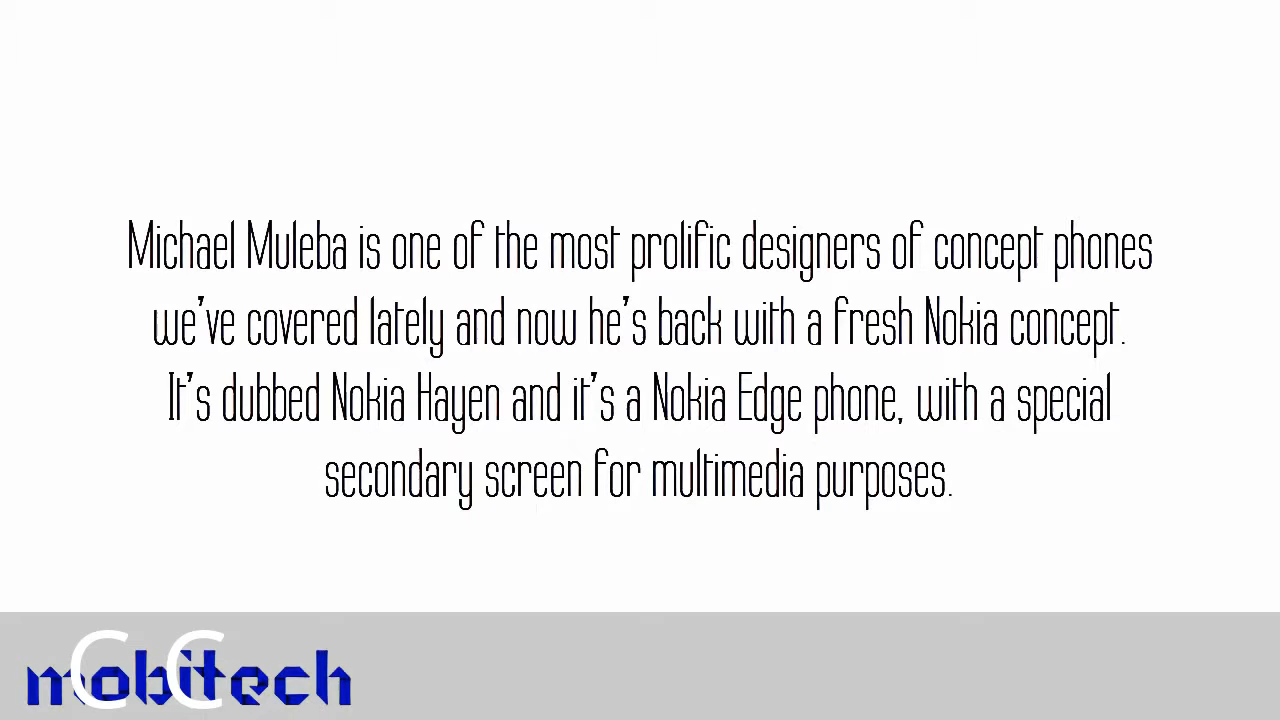 Michael Muleba is one of the most prolific designers of concept phones
we've covered lately and now he's back with a fresh Nokia concept.
It's dubbed Nokia Hayen and it's a Nokia Edge phone, with a special
secondary screen for multimedia purposes.
mobitech
CC